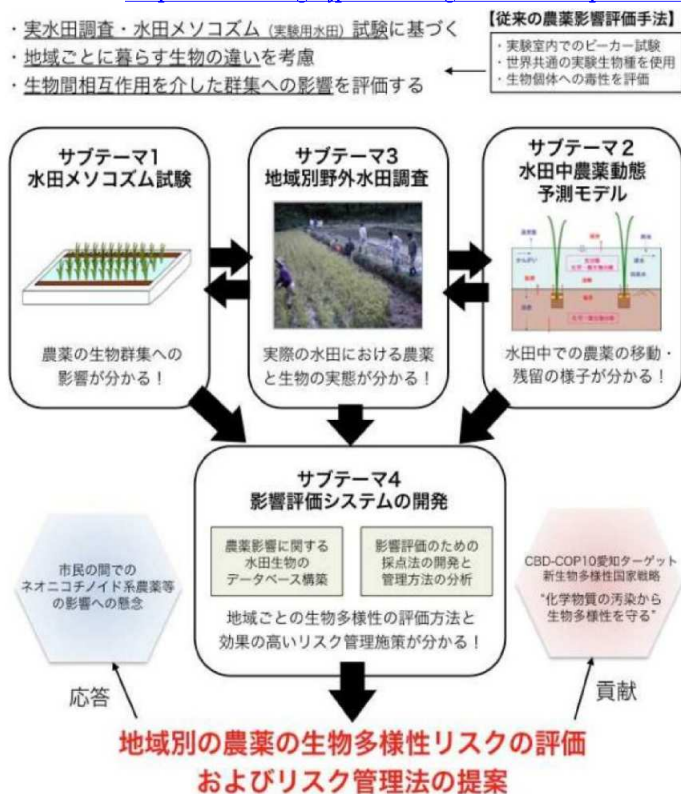 ・実水田調査・水田メソコズム（実験用水田）試験に基づく
・地域ごとに暮らす生物の違いを考慮
・生物間相互作用を介した群集への影響を評価する
【従来の農薬影響評価手法】
・実験室内でのビーカー試験
・世界共通の実験生物種を使用
・生物個体への毒性を評価
サブテーマ1
水田メソコズム試験
農薬の生物群集への
影響が分かる！
サブテーマ3
地域別野外水田調査
実際の水田における農薬
と生物の実態が分かる！
サブテーマ２
水田中農薬動態
予測モデル
水田中での農薬の移動・
残留の様子が分かる！
サブテーマ4
影響評価システムの開発
農薬影響に関する
水田生物の
データベース構築
影響評価のための
採点法の開発と
管理方法の分析
地域ごとの生物多様性の評価方法と
効果の高いリスク管理施策が分かる！
市民の間での
ネオニコチノイド系農薬等
の影響への懸念
CBD-COP10愛知ターゲット
新生物多様性国家戦略
"化学物質の汚染から
生物多様性を守る"
応答
貢献
地域別の農薬の生物多様性リスクの評価
およびリスク管理法の提案